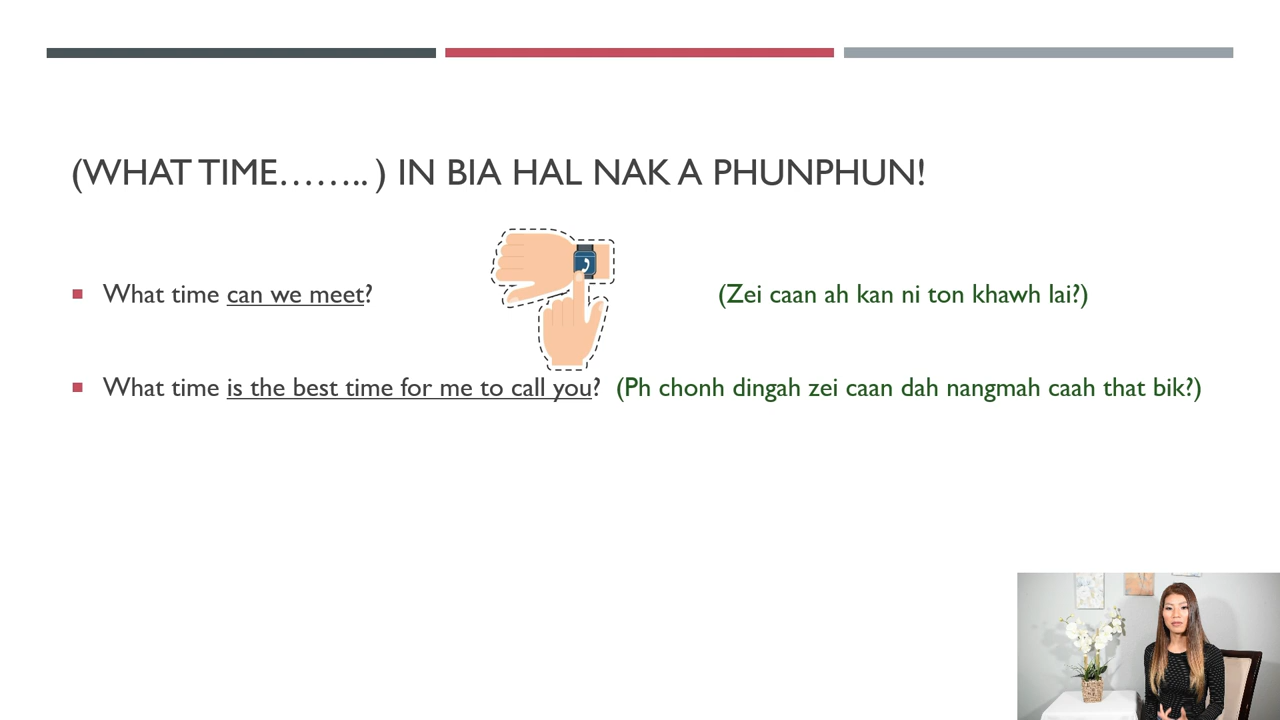 (WHAT TIME…….. ) IN BIA HAL NAK A PHUNPHUN!
What time can we meet? (Zei caan ah kan ni ton khawh lai?)
What time is the best time for me to call you? (Ph chonh dingah zei caan dah nangmah caah that bik?)